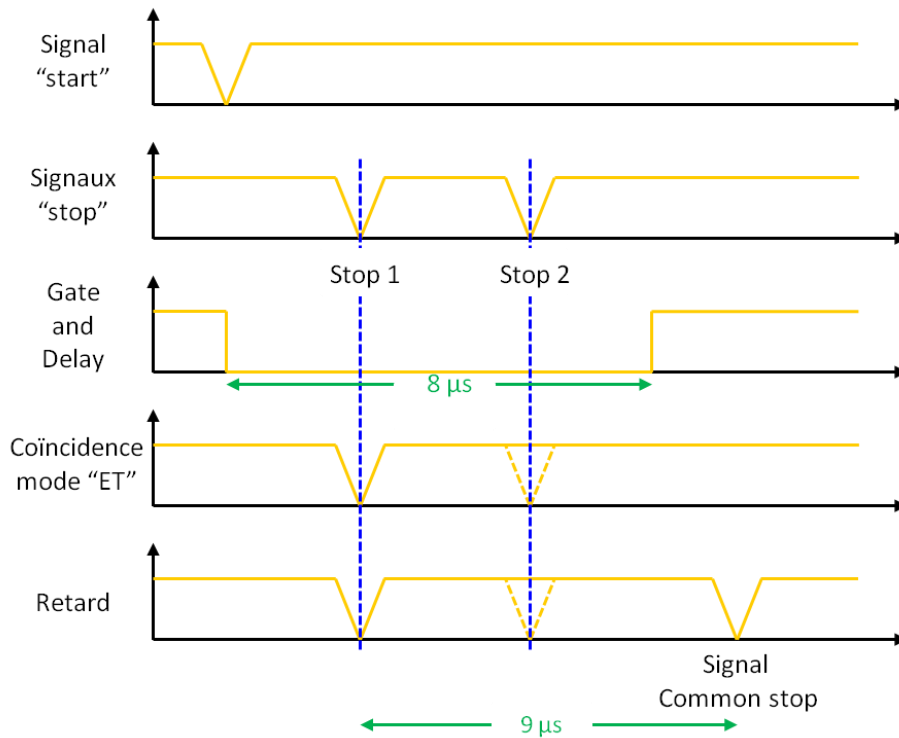 Signal
“start”
Signaux
“stop”
Stop 1
Stop 2
Gate
and
Delay
8 µs
Coïncidence
mode “ET”
Retard
Signal
Common stop
9 µs